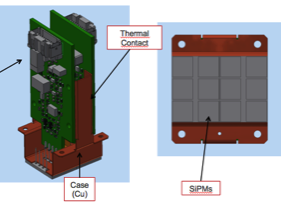 Thermal
Contact
Case
(Cu)
SiPMs